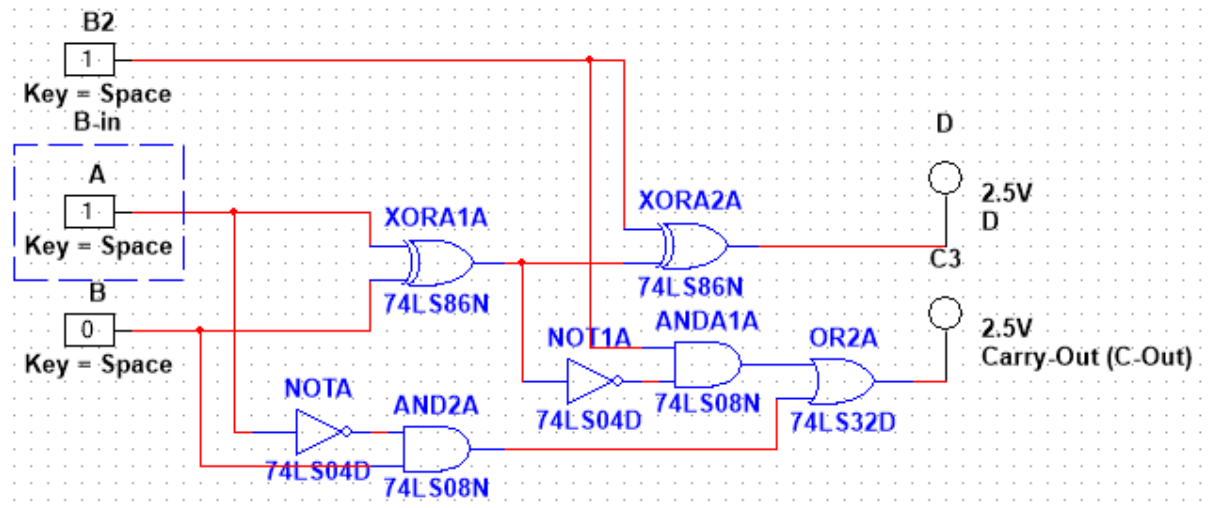 B2
1
Key = Space
B-in
A
1
Key = Space
B
0
Key = Space
XORA1A
74LS86N
XORA2A
74LS86N
NOTA
74LS04D
AND2A
74LS08N
NOT1A
74LS04D
ANDA1A
74LS08N
OR2A
74LS32D
D
2.5V
D
C3
2.5V
Carry-Out (C-Out)